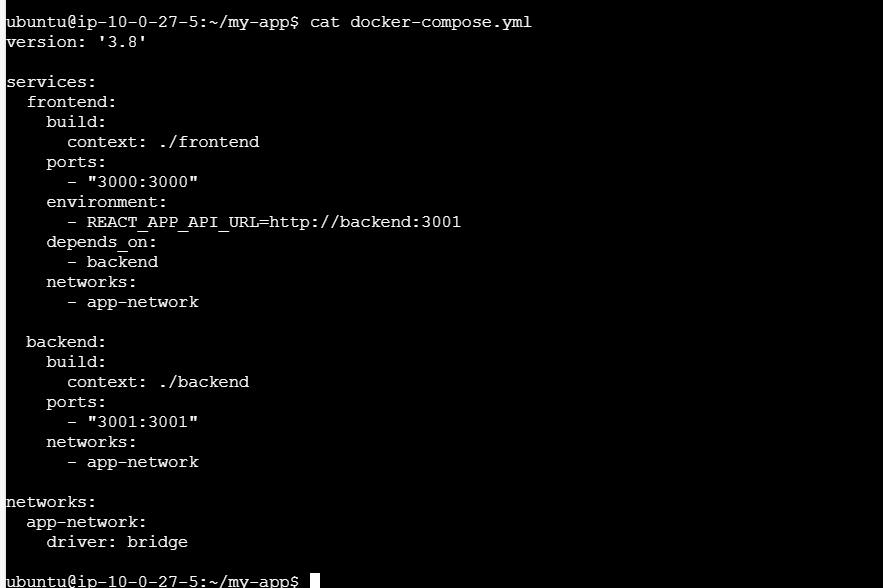 ubuntu@ip-10-0-27-5:~/my-app$ cat docker-compose.yml
version: '3.8'

services:
  frontend:
    build:
      context: ./frontend
    ports:
      - "3000:3000"
    environment:
      - REACT_APP_API_URL=http://backend:3001
    depends_on:
      - backend
    networks:
      - app-network

  backend:
    build:
      context: ./backend
    ports:
      - "3001:3001"
    networks:
      - app-network

networks:
  app-network:
    driver: bridge

ubuntu@ip-10-0-27-5:~/my-app$